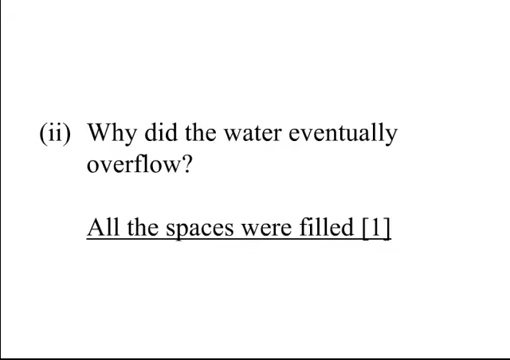 (ii) Why did the water eventually
overflow?
All the spaces were filled [1]